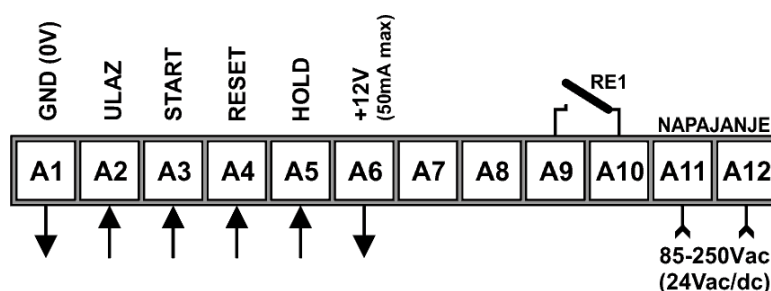 GND (0V)
ULAZ
START
RESET
HOLD
+12V
(50mA max)
RE1
NAPAJANJE
A1 A2 A3 A4 A5 A6 A7 A8 A9 A10 A11 A12
85-250Vac
(24Vac/dc)